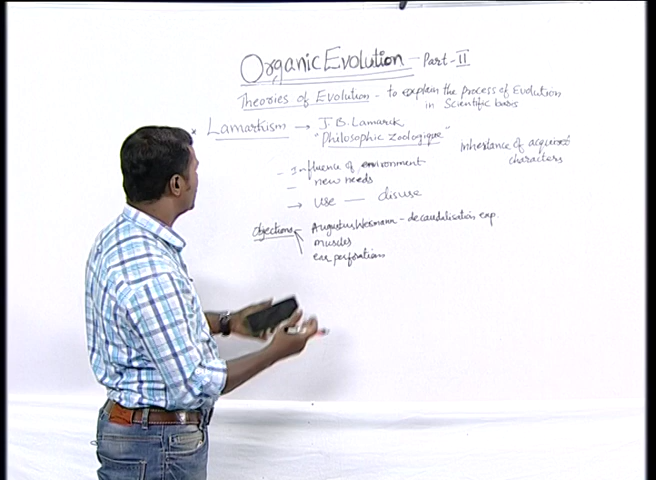 Organic Evolution - Part - II
Theories of Evolution - to explain the process of Evolution
in Scientific basis
x Lamarkism → J.B. Lamarck
"Philosophic Zoologique"
Inheritance of acquired
characters
- Influence of environment
- new needs
→ use — disuse
Objections Augustus Weismann - decaudalisation exp.
muscles
ear perforations